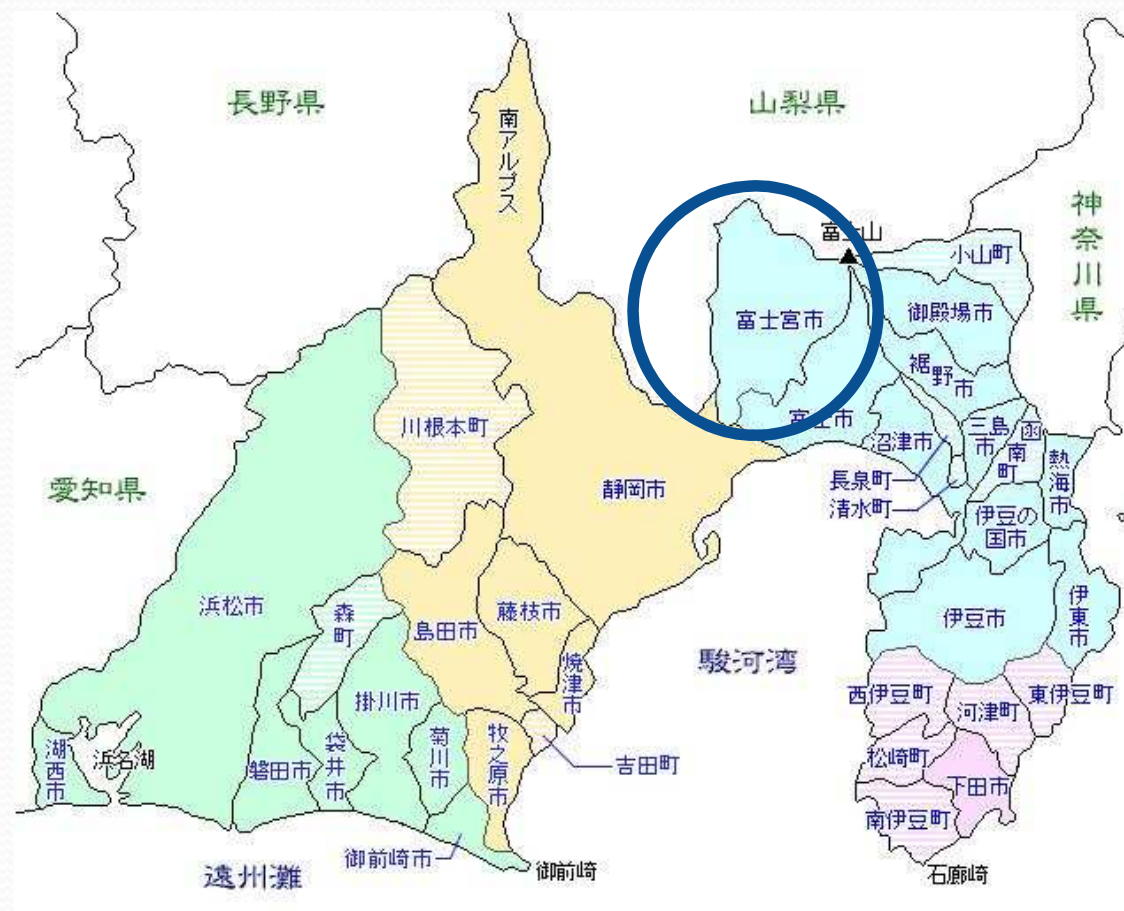 長野県
山梨県
神奈川県
愛知県
南アルプス
富士山
小山町
富士宮市
御殿場市
裾野市
富士市
沼津市
三島市
函南町
熱海市
長泉町
清水町
伊豆の国市
川根本町
静岡市
浜松市
森町
島田市
藤枝市
焼津市
伊豆市
伊東市
駿河湾
掛川市
菊川市
牧之原市
吉田町
西伊豆町
河津町
東伊豆町
湖西市
浜名湖
磐田市
袋井市
松崎町
下田市
南伊豆町
御前崎市
御前崎
石廊崎
遠州灘